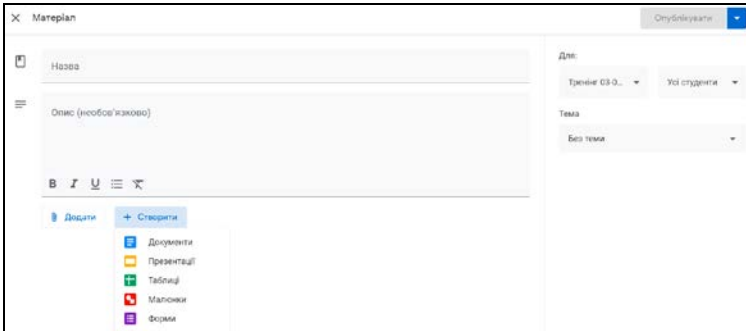 Матеріал
Опублікувати
Назва
Опис (необов'язково)
B I U
Додати
+ Створити
Документи
Презентації
Таблиці
Малюнки
Форми
Для:
Тренінг 03-0...
Усі студенти
Тема
Без теми